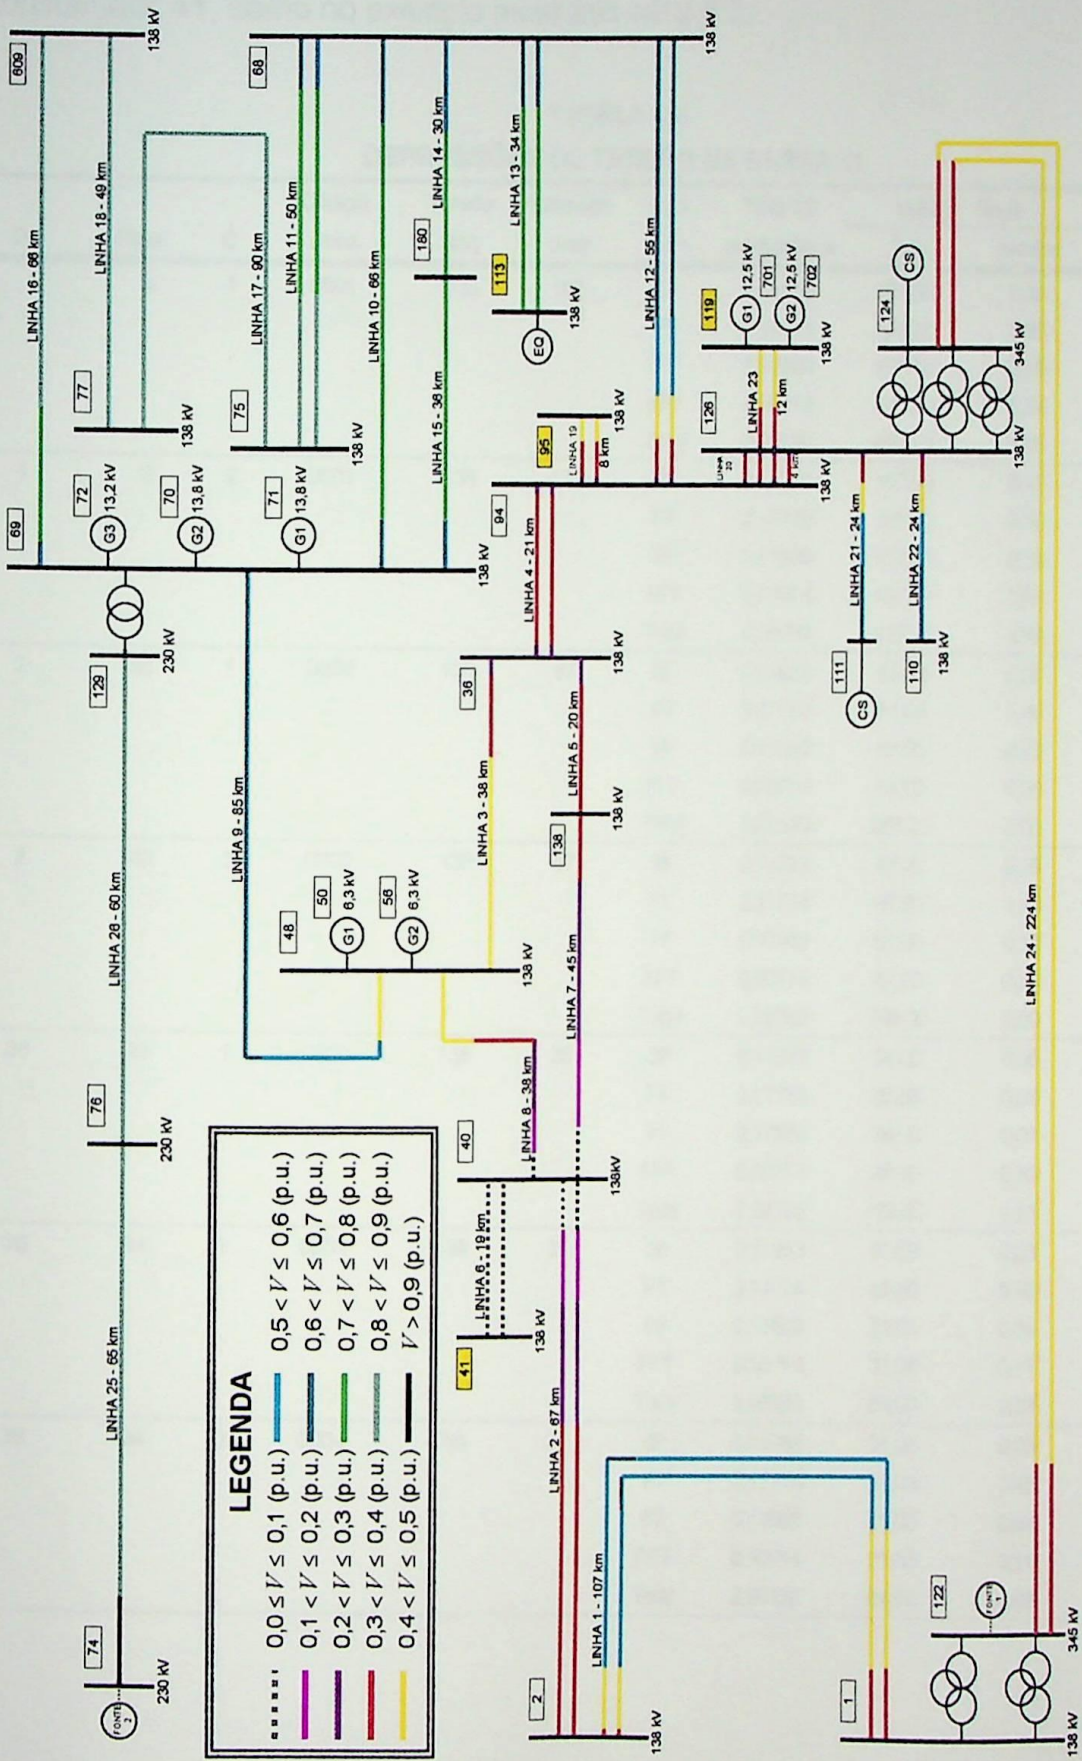 609
138 kV
LINHA 16 - 66 km
LINHA 18 - 49 km
77
138 kV
LINHA 17 - 90 km
68
138 kV
LINHA 11 - 50 km
75
138 kV
LINHA 10 - 66 km
LINHA 14 - 30 km
180
LINHA 15 - 38 km
LINHA 13 - 34 km
113
EQ
138 kV
LINHA 12 - 55 km
69
72
G3
13,2 kV
70
G2
13,8 kV
71
G1
13,8 kV
138 kV
129
230 kV
95
138 kV
LINHA 19
8 km
94
138 kV
119
G1
12,5 kV
701
G2
12,5 kV
702
138 kV
LINHA 23
12 km
126
LINHA
4 km
138 kV
124
CS
345 kV
LINHA 21 - 24 km
111
CS
LINHA 22 - 24 km
110
138 kV
LINHA 4 - 21 km
36
138 kV
LINHA 3 - 38 km
LINHA 5 - 20 km
138
138 kV
LINHA 9 - 85 km
48
50
G1
6,3 kV
56
G2
6,3 kV
138 kV
LINHA 7 - 45 km
LINHA 8 - 38 km
40
138kV
LINHA 6 - 19 km
41
138 kV
LINHA 26 - 60 km
76
230 kV
LINHA 25 - 65 km
74
FONTE
2
230 kV
LINHA 2 - 67 km
2
138 kV
LINHA 1 - 107 km
1
138 kV
122
FONTE
1
345 kV
LINHA 24 - 224 km
LEGENDA
0,0 ≤ V ≤ 0,1 (p.u.)
0,1 < V ≤ 0,2 (p.u.)
0,2 < V ≤ 0,3 (p.u.)
0,3 < V ≤ 0,4 (p.u.)
0,4 < V ≤ 0,5 (p.u.)
0,5 < V ≤ 0,6 (p.u.)
0,6 < V ≤ 0,7 (p.u.)
0,7 < V ≤ 0,8 (p.u.)
0,8 < V ≤ 0,9 (p.u.)
V > 0,9 (p.u.)